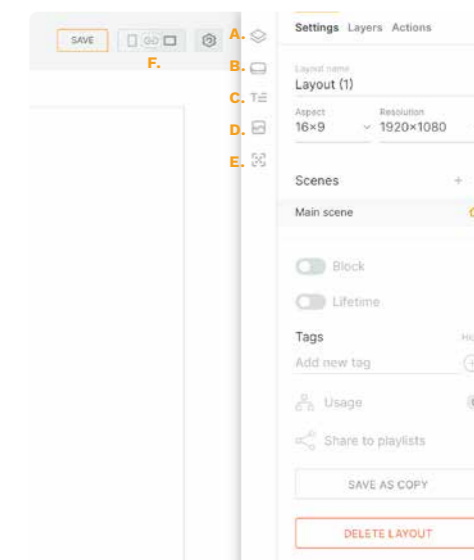 Settings Layers Actions
SAVE
A.
F.
B.
Layout name
Layout (1)
C.
T
Aspect Resolution
16×9 1920×1080
D.
E.
Scenes +
Main scene
Block
Lifetime
Tags
Add new tag
Usage
Share to playlists
SAVE AS COPY
DELETE LAYOUT